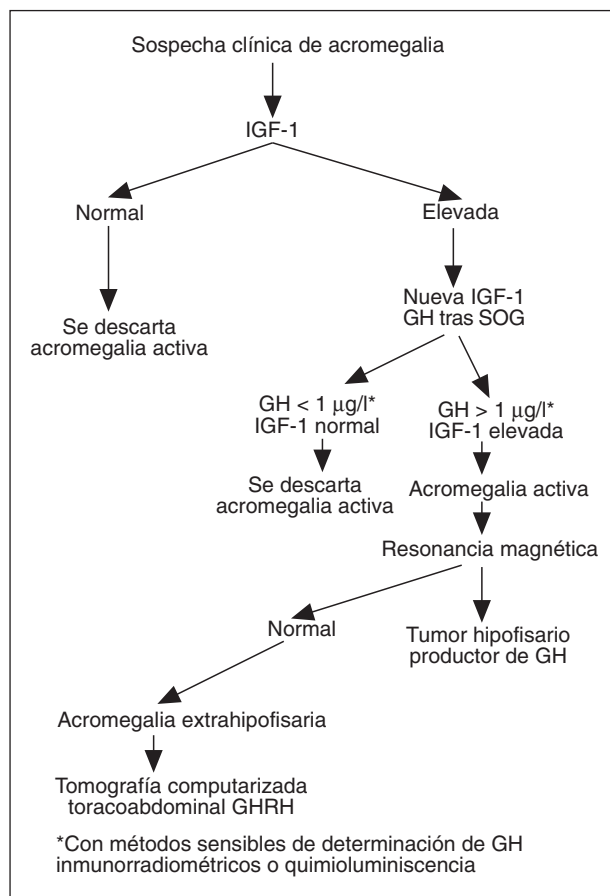 Sospecha clínica de acromegalia
IGF-1
Normal
Elevada
Se descarta
acromegalia activa
Nueva IGF-1
GH tras SOG
GH < 1 μg/l*
IGF-1 normal
GH > 1 μg/l*
IGF-1 elevada
Se descarta
acromegalia activa
Acromegalia activa
Resonancia magnética
Normal
Tumor hipofisario
productor de GH
Acromegalia extrahipofisaria
Tomografía computarizada
toracoabdominal GHRH
*Con métodos sensibles de determinación de GH
inmunorradiométricos o quimioluminiscencia